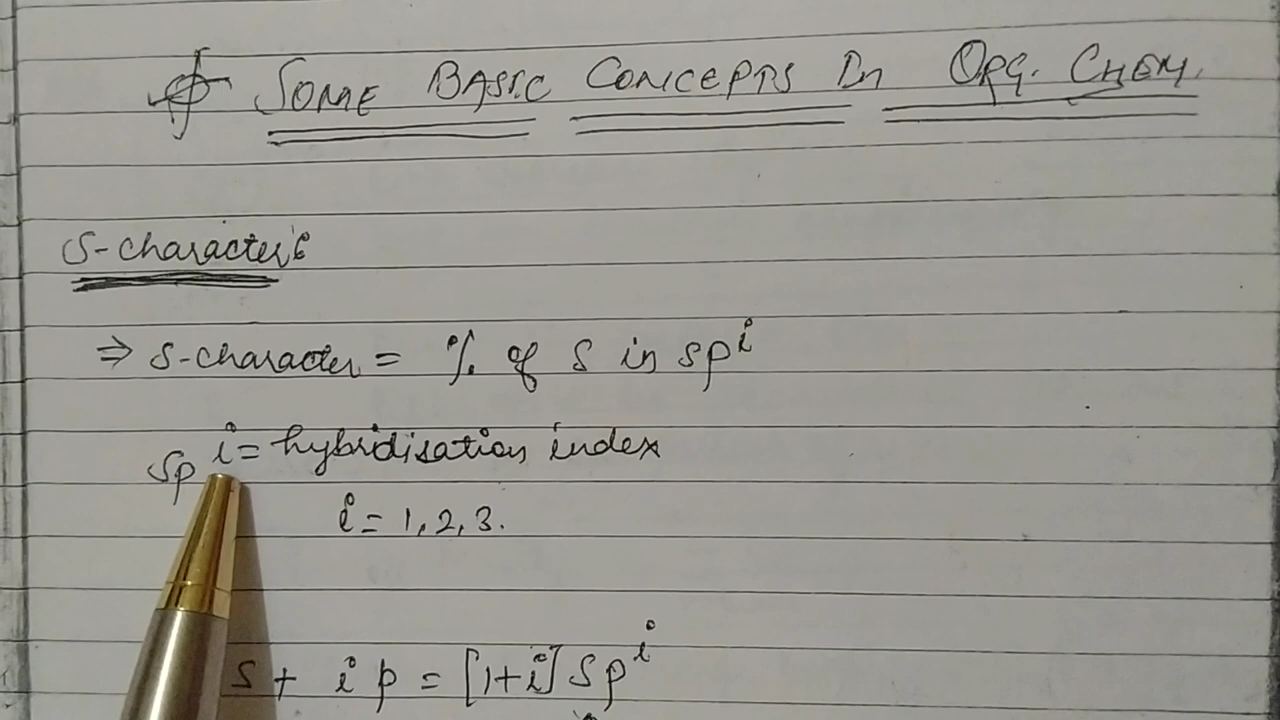 SOME BASIC CONCEPTS In ORG. CHEM.
S-character:
⇒ s-character = % of s in spⁱ
spⁱ = hybridisation index
i = 1, 2, 3.
s + i p = [1+i] spⁱ